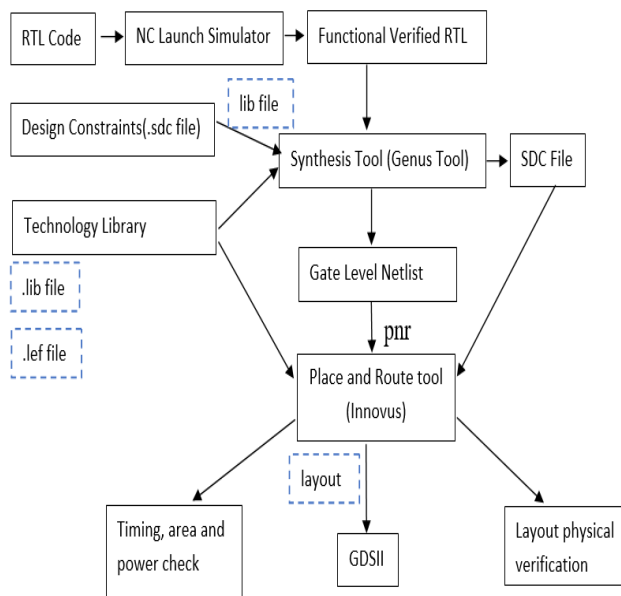 RTL Code
NC Launch Simulator
Functional Verified RTL
lib file
Design Constraints(.sdc file)
Synthesis Tool (Genus Tool)
SDC File
Technology Library
.lib file
.lef file
Gate Level Netlist
pnr
Place and Route tool
(Innovus)
layout
Timing, area and
power check
GDSII
Layout physical
verification